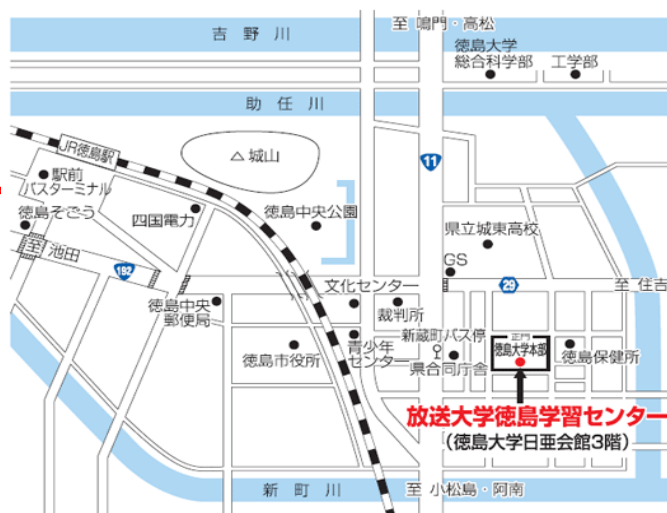 吉野川
至 鳴門・高松
徳島大学
総合科学部
工学部
助任川
JR徳島駅
城山
11
駅前
バスターミナル
徳島そごう
四国電力
徳島中央公園
県立城東高校
至 池田
192
GS
29
至 住吉
文化センター
徳島中央
郵便局
裁判所
新蔵町バス停
正門
徳島大学本部
徳島市役所
青少年
センター
県合同庁舎
徳島保健所
放送大学徳島学習センター
(徳島大学日亜会館3階)
新町川
至 小松島・阿南